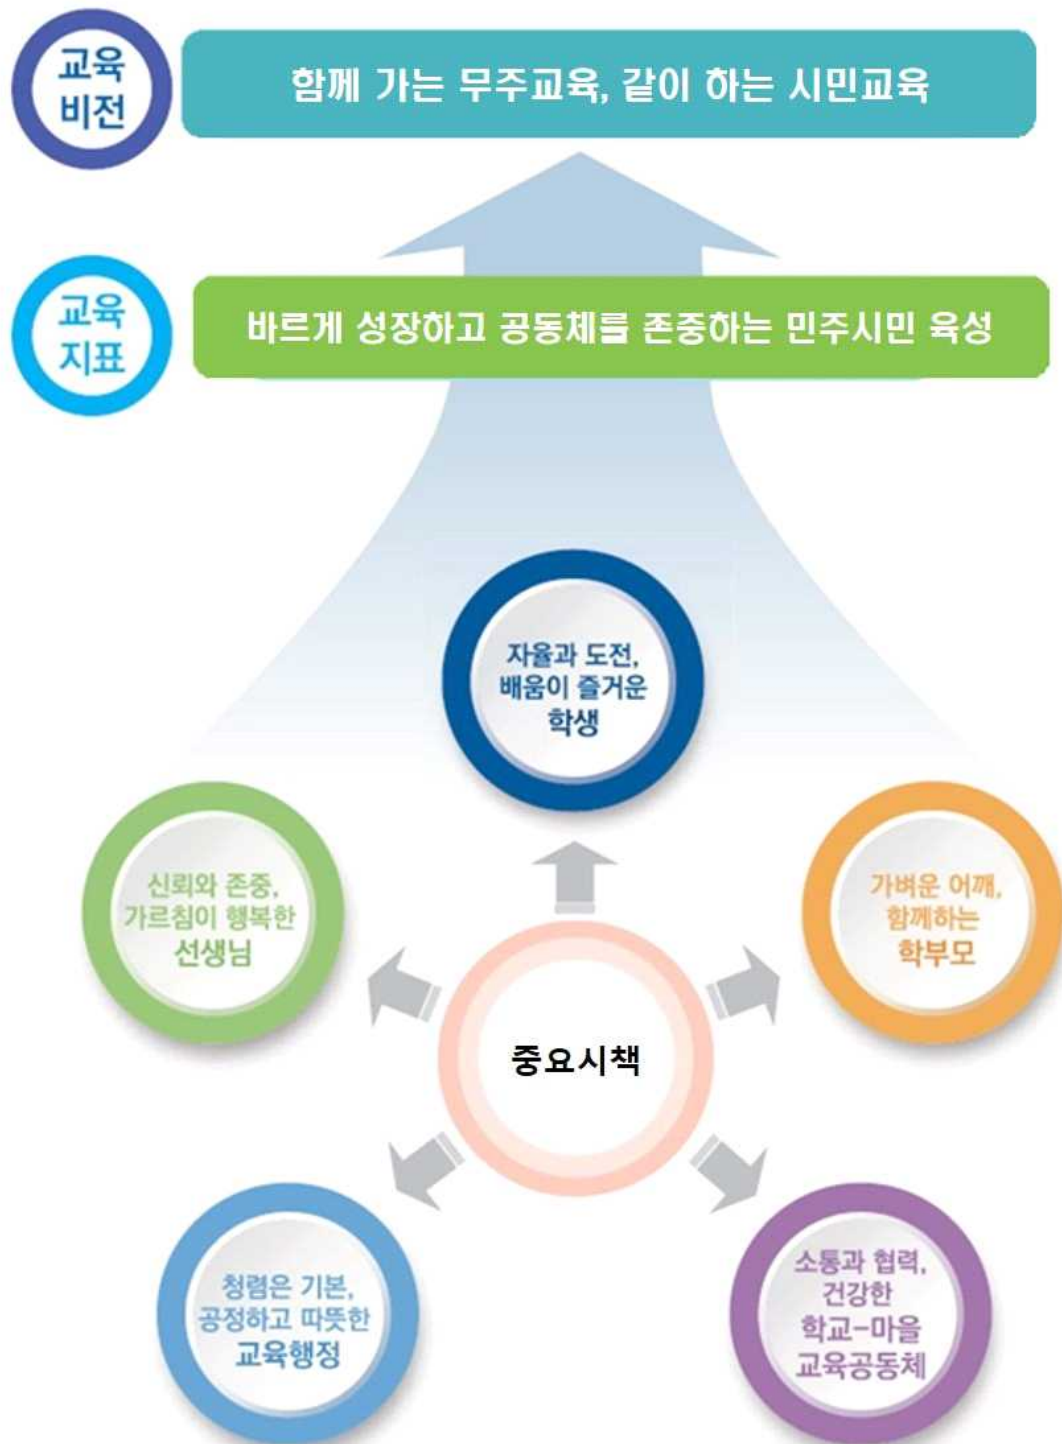 교육
비전
함께 가는 무주교육, 같이 하는 시민교육
교육
지표
바르게 성장하고 공동체를 존중하는 민주시민 육성
자율과 도전,
배움이 즐거운
학생
신뢰와 존중,
가르침이 행복한
선생님
가벼운 어깨,
함께하는
학부모
중요시책
청렴은 기본,
공정하고 따뜻한
교육행정
소통과 협력,
건강한
학교-마을
교육공동체